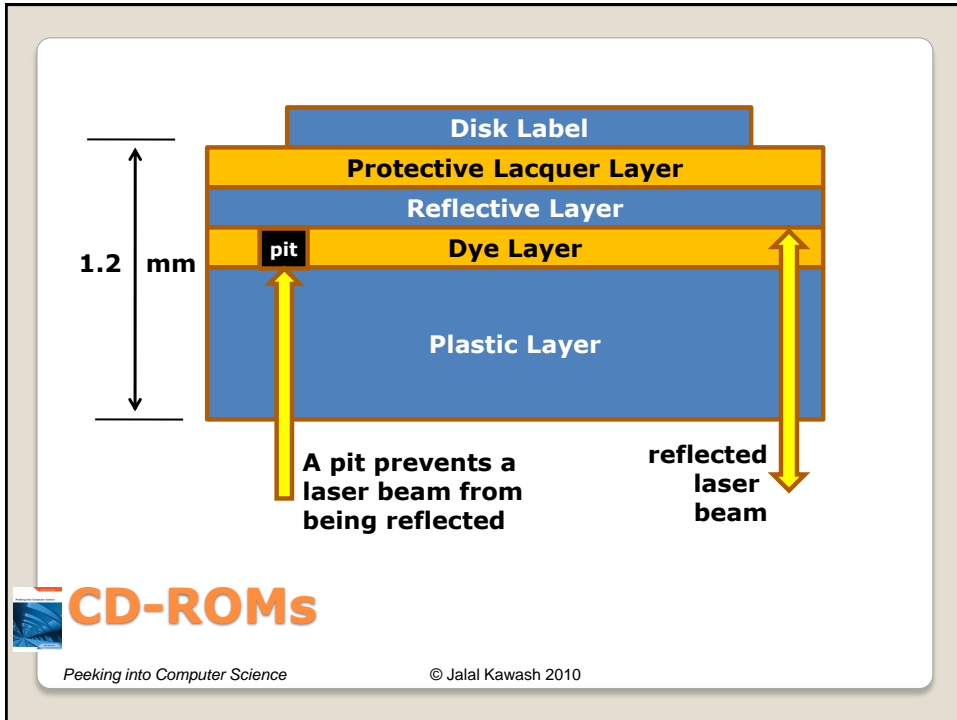 Disk Label
Protective Lacquer Layer
Reflective Layer
pit
Dye Layer
1.2 mm
Plastic Layer
A pit prevents a
laser beam from
being reflected
reflected
laser
beam
CD-ROMs
Peeking into Computer Science
© Jalal Kawash 2010